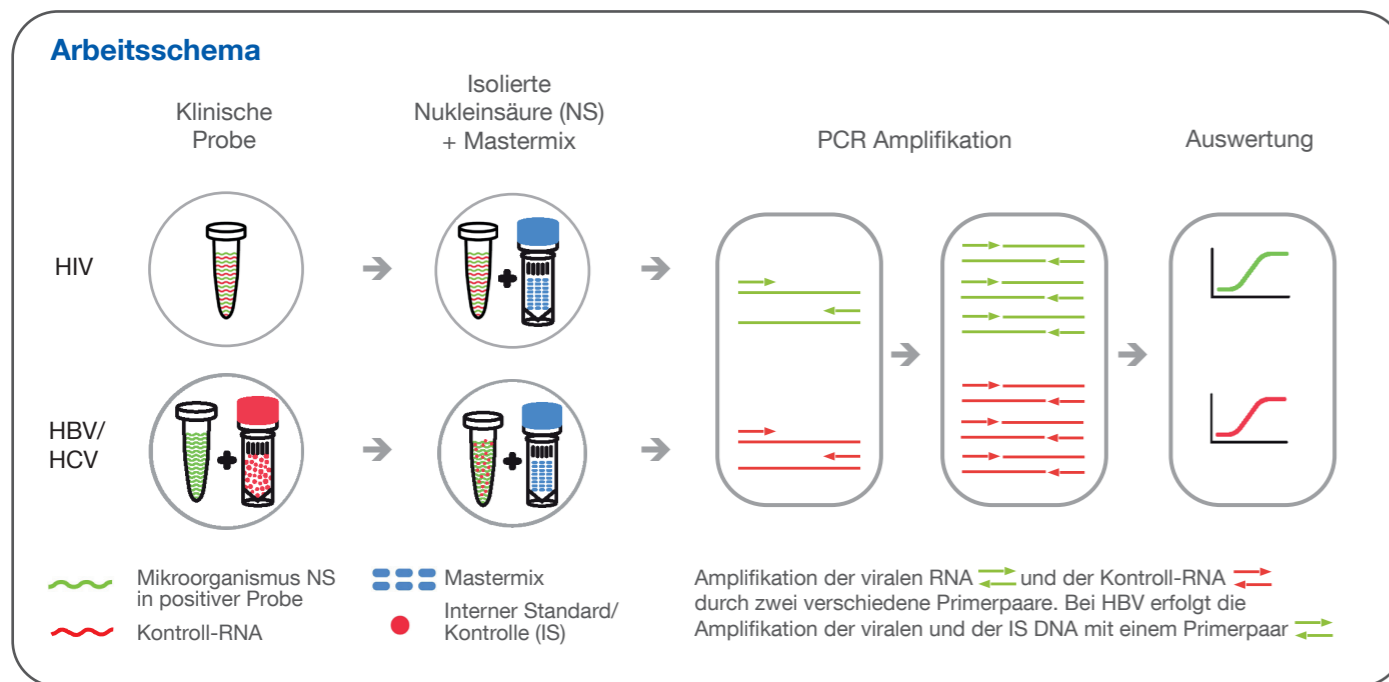 Arbeitsschema
Klinische
Probe
Isolierte
Nukleinsäure (NS)
+ Mastermix
PCR Amplifikation
Auswertung
HIV
HBV/
HCV
Mikroorganismus NS
in positiver Probe
Kontroll-RNA
Mastermix
Interner Standard/
Kontrolle (IS)
Amplifikation der viralen RNA und der Kontroll-RNA
durch zwei verschiedene Primerpaare. Bei HBV erfolgt die
Amplifikation der viralen und der IS DNA mit einem Primerpaar